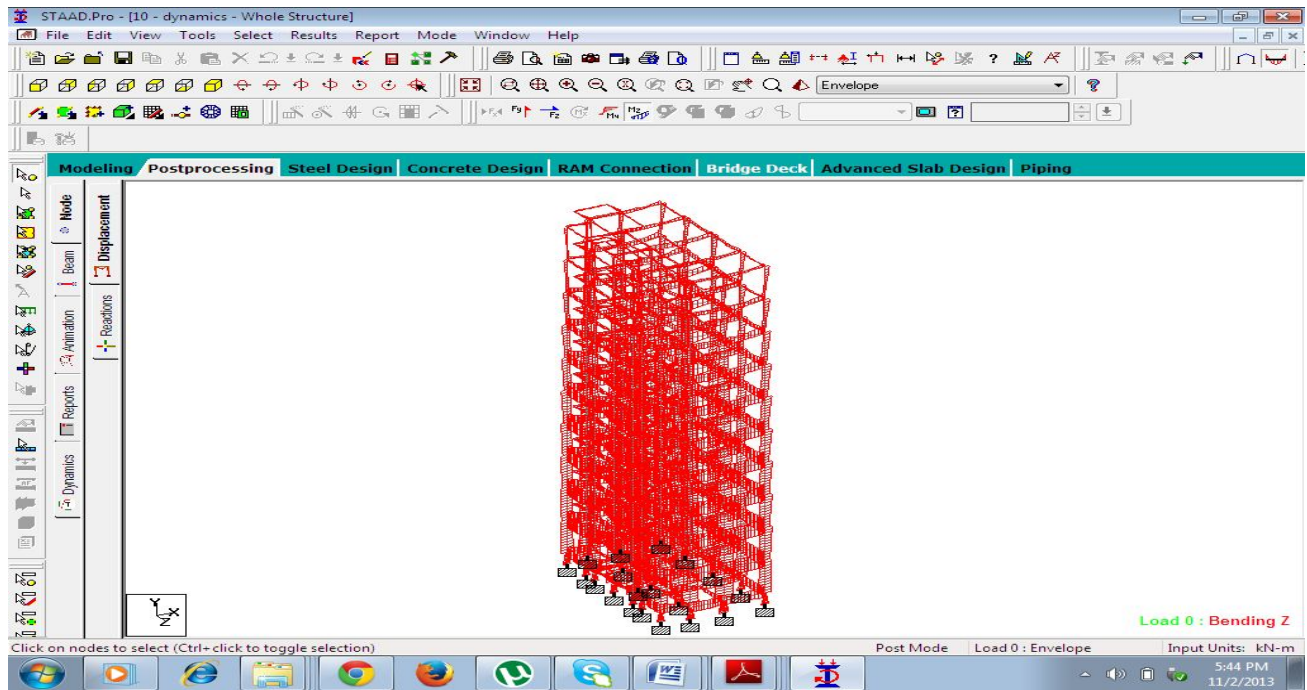 STAAD.Pro - [10 - dynamics - Whole Structure]
File Edit View Tools Select Results Report Mode Window Help
Envelope
Modeling Postprocessing Steel Design Concrete Design RAM Connection Bridge Deck Advanced Slab Design Piping
Node
Beam
Animation
Reports
Dynamics
Displacement
Reactions
Y
X
Z
Load 0 : Bending Z
Click on nodes to select (Ctrl+click to toggle selection) Post Mode Load 0 : Envelope Input Units: kN-m
5:44 PM
11/2/2013